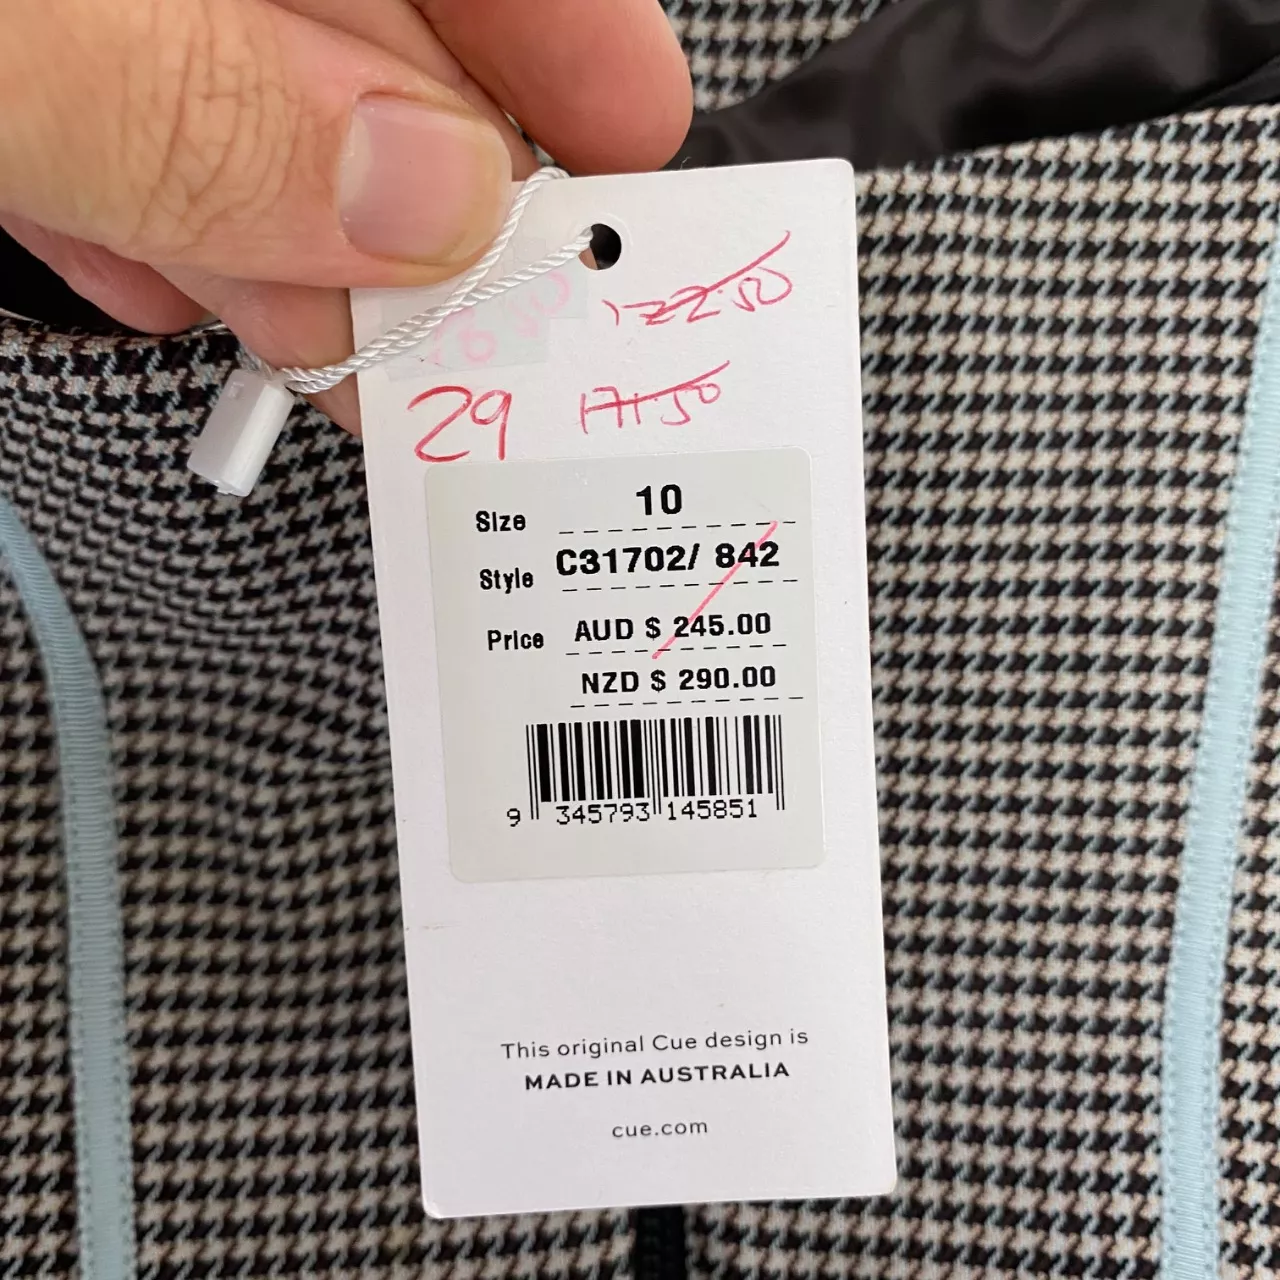 122.50
29 171.50
Size 10
Style C31702/ 842
Price AUD $ 245.00
NZD $ 290.00
9 345793 145851
This original Cue design is
MADE IN AUSTRALIA
cue.com